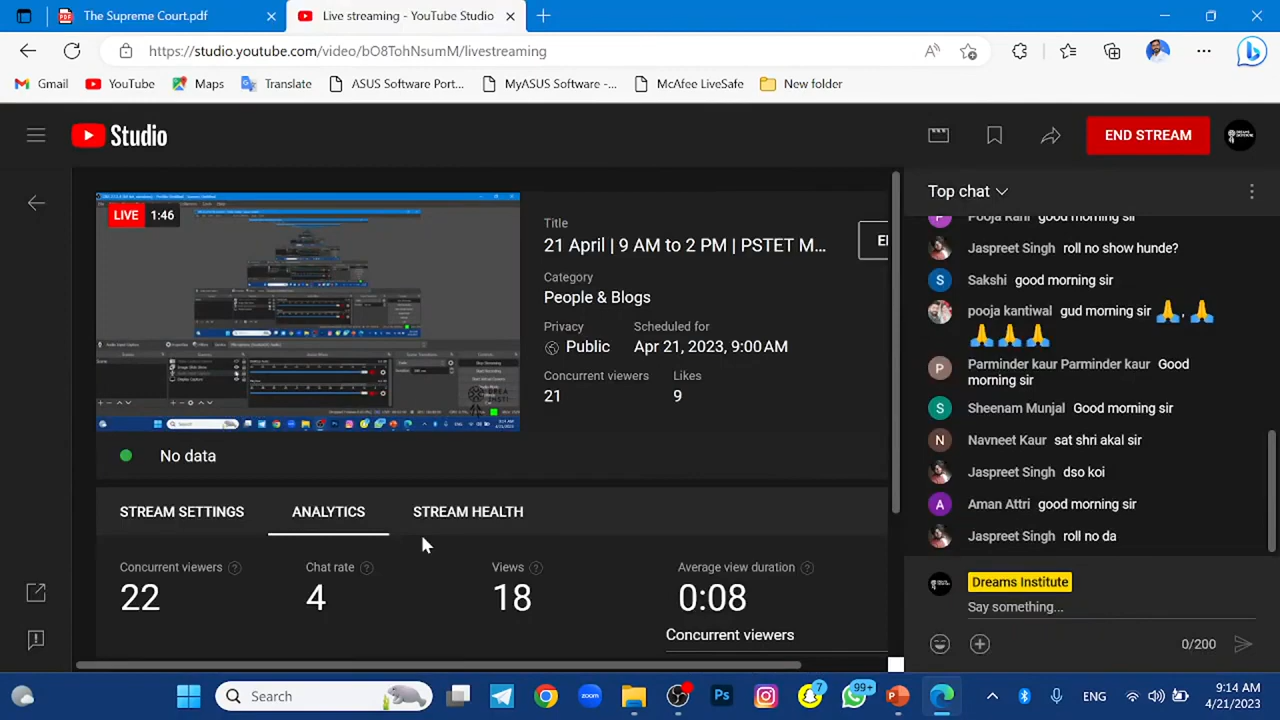 The Supreme Court.pdf
Live streaming - YouTube Studio
https://studio.youtube.com/video/bO8TohNsumM/livestreaming
Gmail
YouTube
Maps
Translate
ASUS Software Port...
MyASUS Software -...
McAfee LiveSafe
New folder
Studio
END STREAM
LIVE 1:46
Title
21 April | 9 AM to 2 PM | PSTET M...
Category
People & Blogs
Privacy
Public
Scheduled for
Apr 21, 2023, 9:00 AM
Concurrent viewers
21
Likes
9
No data
STREAM SETTINGS
ANALYTICS
STREAM HEALTH
Concurrent viewers
22
Chat rate
4
Views
18
Average view duration
0:08
Concurrent viewers
Top chat
Pooja Rani good morning sir
Jaspreet Singh roll no show hunde?
Sakshi good morning sir
pooja kantiwal gud morning sir 🙏, 🙏
🙏🙏🙏
Parminder kaur Parminder kaur Good
morning sir
Sheenam Munjal Good morning sir
Navneet Kaur sat shri akal sir
Jaspreet Singh dso koi
Aman Attri good morning sir
Jaspreet Singh roll no da
Dreams Institute
Say something...
0/200
Search
7
99+
ENG
9:14 AM
4/21/2023